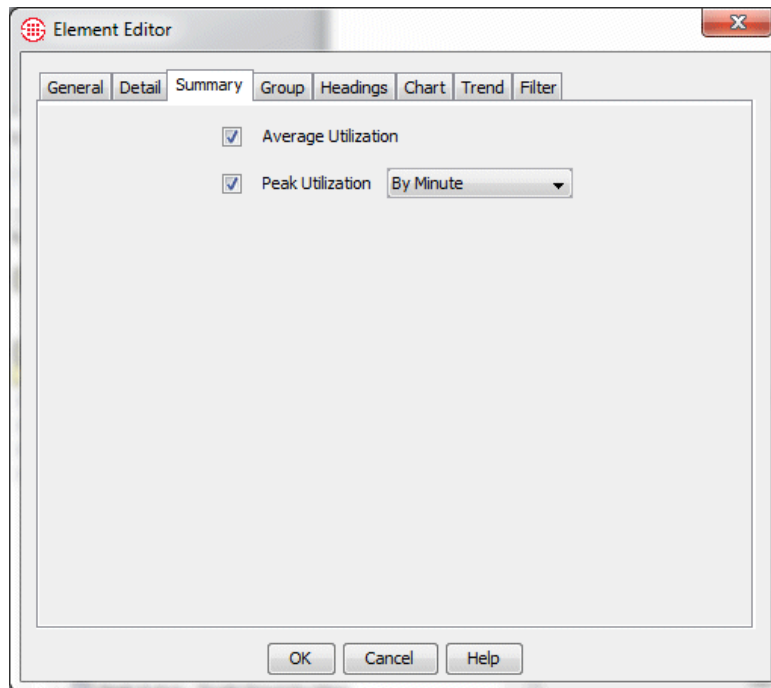 Element Editor
General Detail Summary Group Headings Chart Trend Filter
Average Utilization
Peak Utilization By Minute
OK Cancel Help